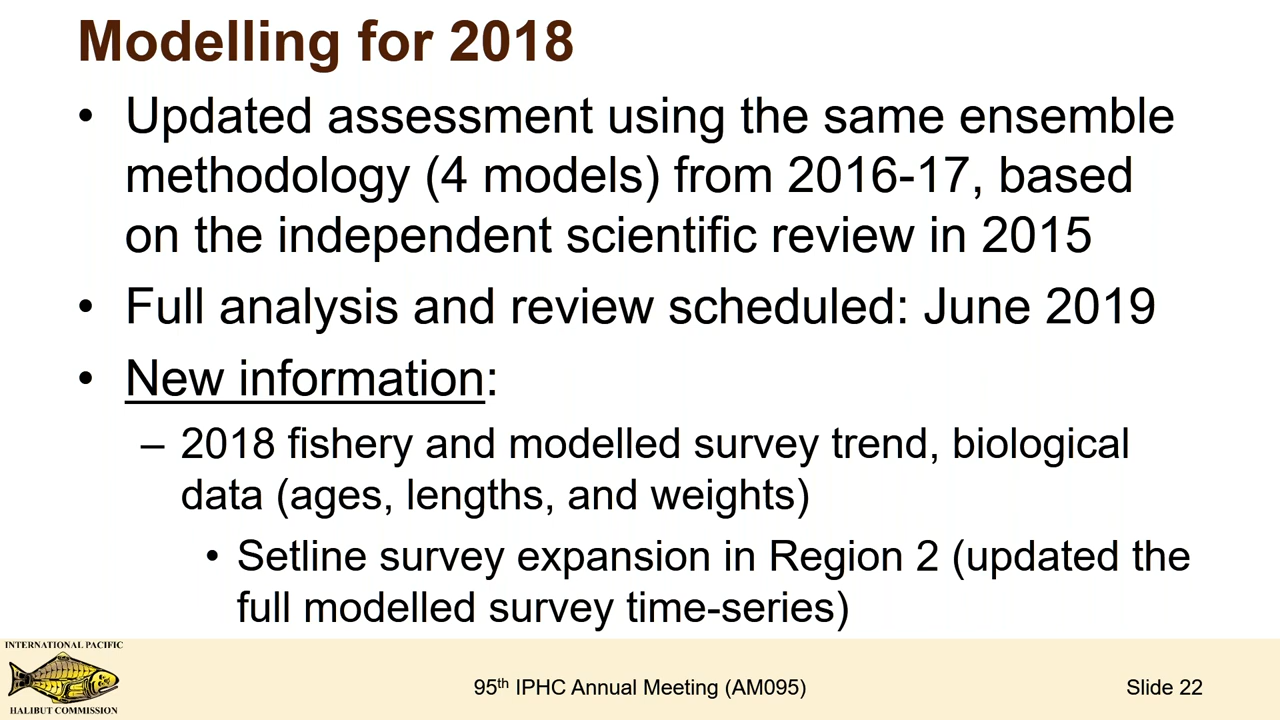 Modelling for 2018
• Updated assessment using the same ensemble
methodology (4 models) from 2016-17, based
on the independent scientific review in 2015
• Full analysis and review scheduled: June 2019
• New information:
– 2018 fishery and modelled survey trend, biological
data (ages, lengths, and weights)
• Setline survey expansion in Region 2 (updated the
full modelled survey time-series)
INTERNATIONAL PACIFIC
HALIBUT COMMISSION
95th IPHC Annual Meeting (AM095)
Slide 22